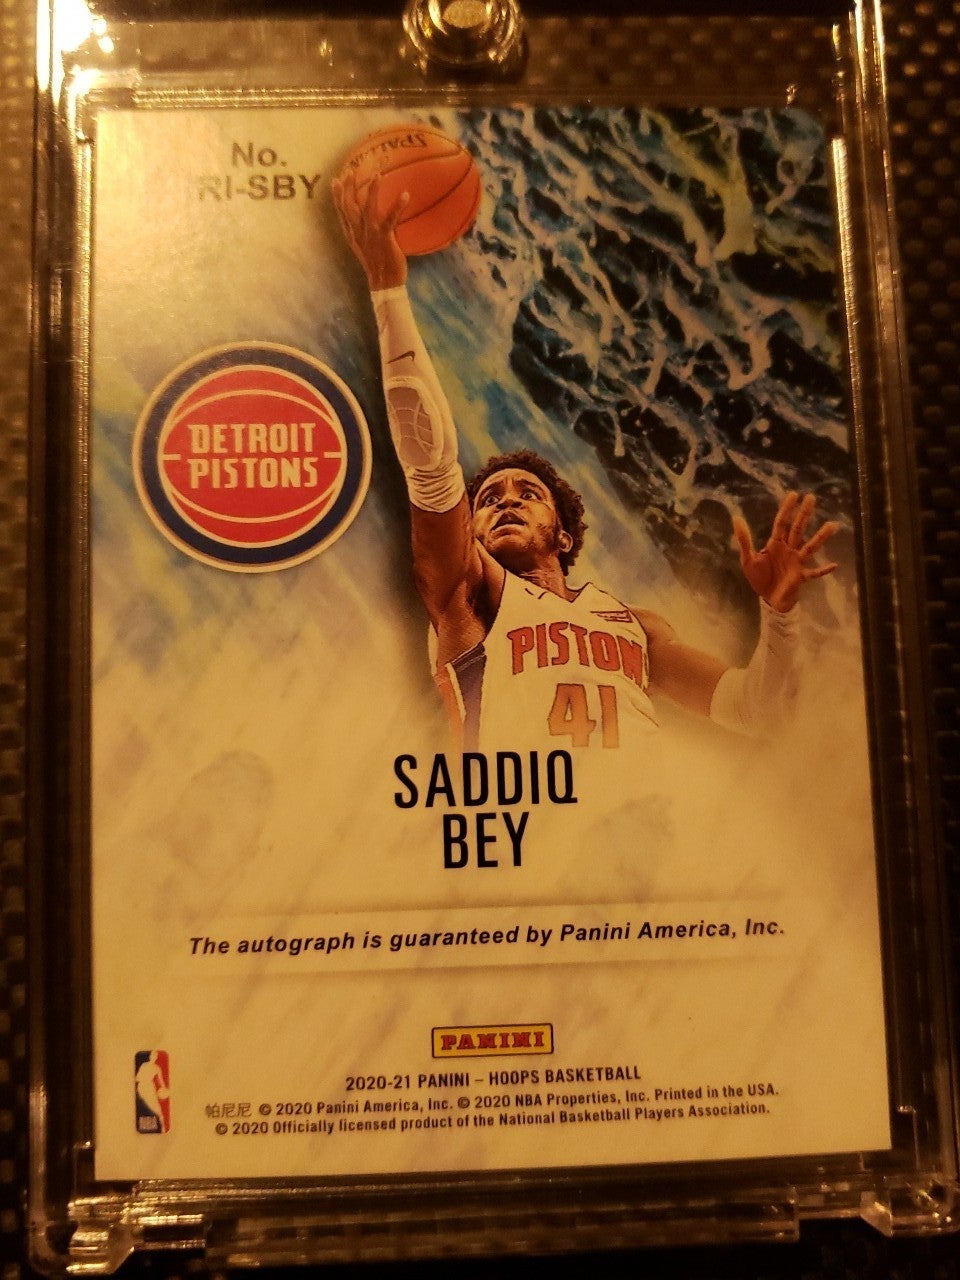 No.
RI-SBY
SPALDING
DETROIT
PISTONS
PISTON
41
SADDIQ
BEY
The autograph is guaranteed by Panini America, Inc.
PANINI
2020-21 PANINI – HOOPS BASKETBALL
帕尼尼 © 2020 Panini America, Inc. © 2020 NBA Properties, Inc. Printed in the USA.
© 2020 Officially licensed product of the National Basketball Players Association.
NBA